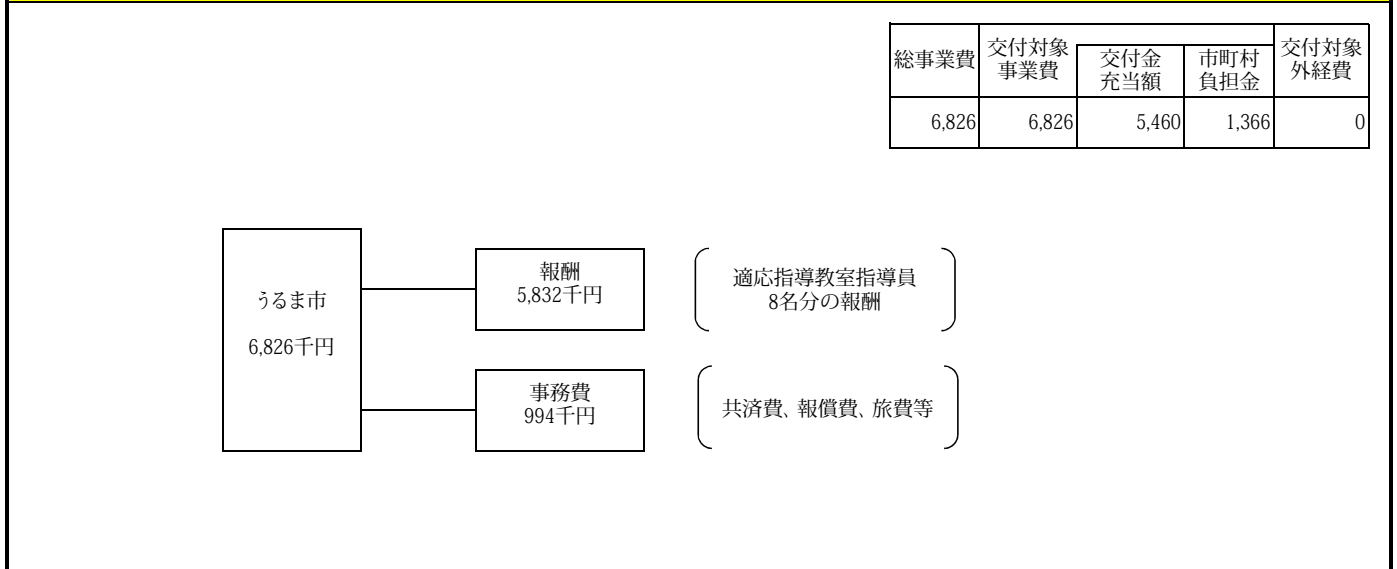 総事業費
交付対象
事業費
交付金
充当額
市町村
負担金
交付対象
外経費
6,826
6,826
5,460
1,366
0
うるま市
6,826千円
報酬
5,832千円
適応指導教室指導員
8名分の報酬
事務費
994千円
共済費、報償費、旅費等